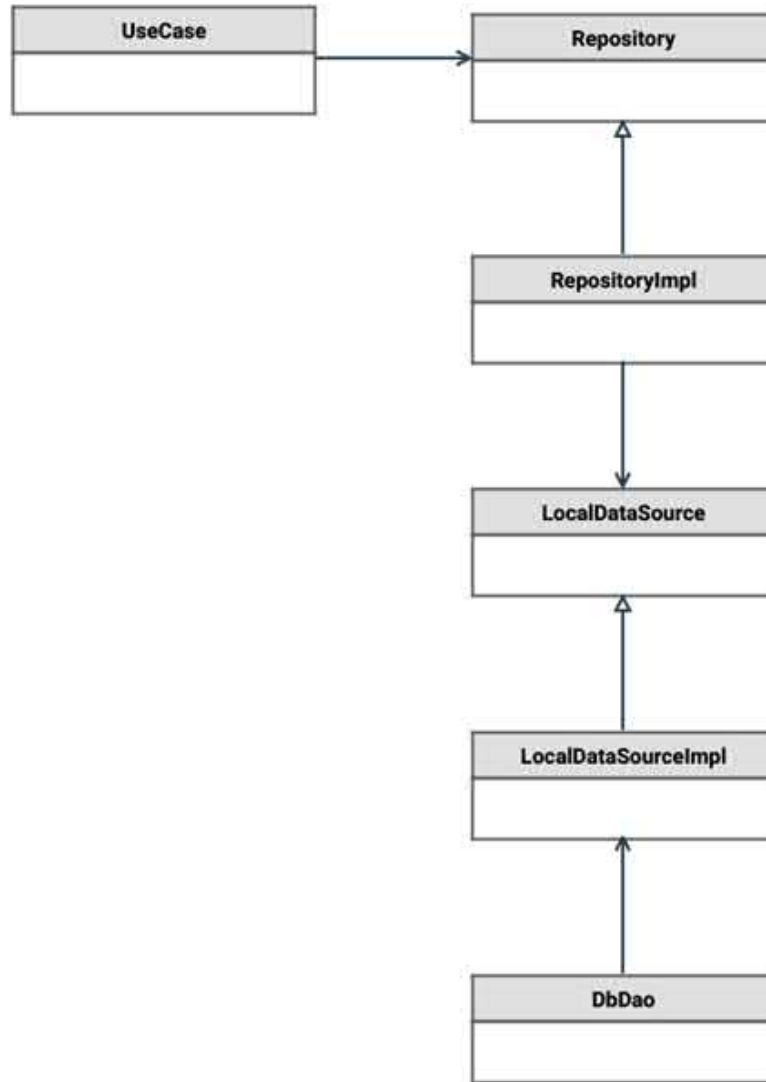 UseCase
Repository
RepositoryImpl
LocalDataSource
LocalDataSourceImpl
DbDao